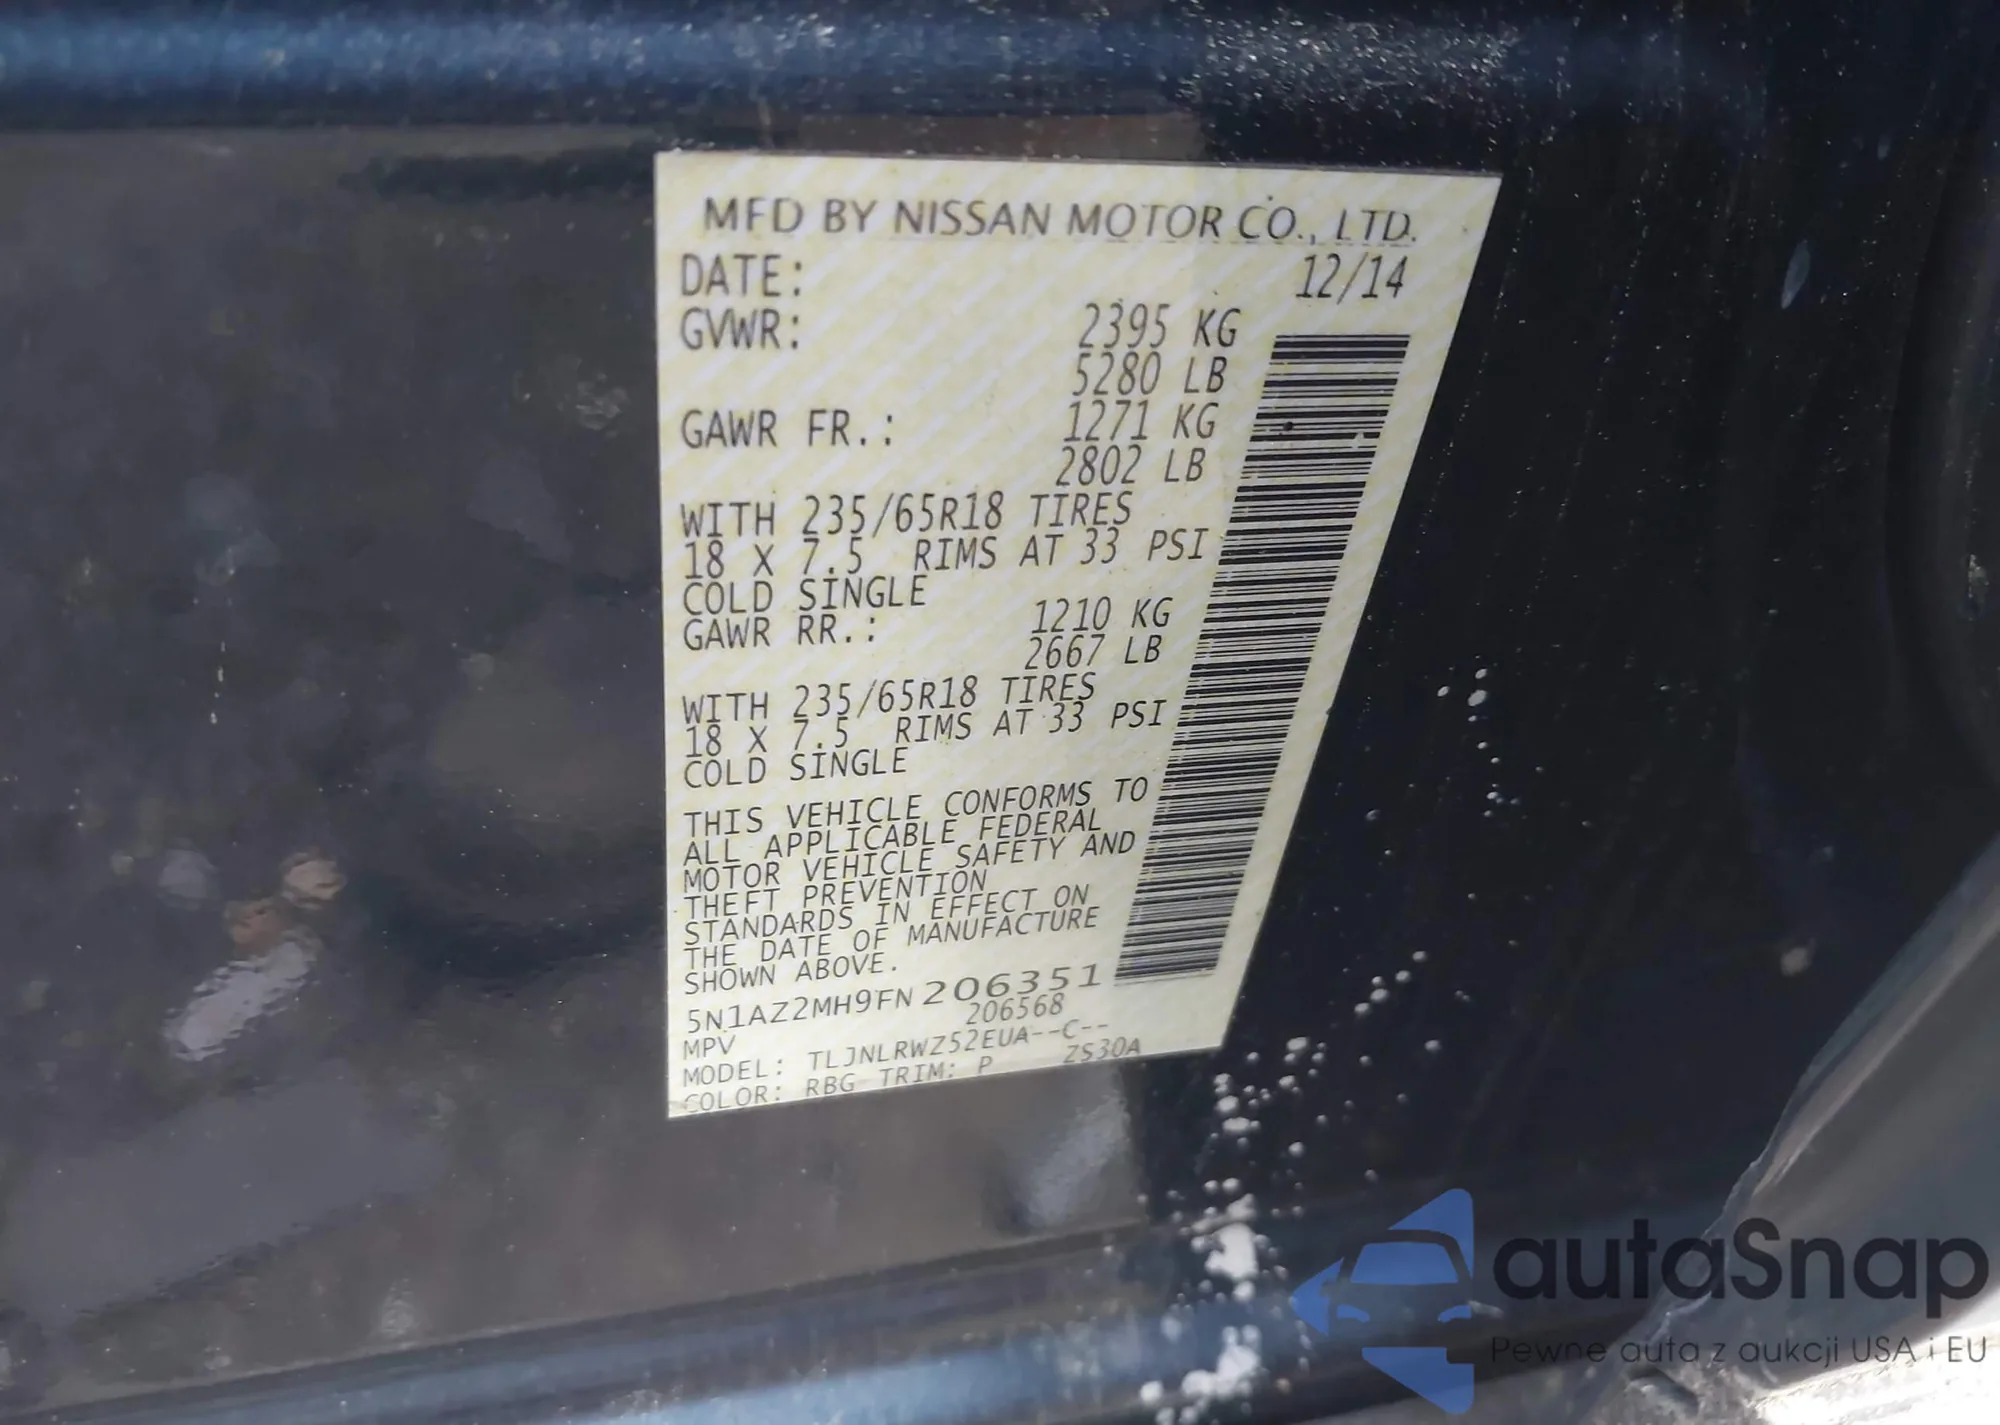 MFD BY NISSAN MOTOR CO., LTD.
DATE: 12/14
GVWR: 2395 KG
5280 LB
GAWR FR.: 1271 KG
2802 LB
WITH 235/65R18 TIRES
18 X 7.5 RIMS AT 33 PSI
COLD SINGLE
GAWR RR.: 1210 KG
2667 LB
WITH 235/65R18 TIRES
18 X 7.5 RIMS AT 33 PSI
COLD SINGLE
THIS VEHICLE CONFORMS TO
ALL APPLICABLE FEDERAL
MOTOR VEHICLE SAFETY AND
THEFT PREVENTION
STANDARDS IN EFFECT ON
THE DATE OF MANUFACTURE
SHOWN ABOVE.
5N1AZ2MH9FN206351
MPV 206568
MODEL: TLJNLRWZ52EUA--C--
COLOR: RBG TRIM: P ZS30A
autaSnap
Pewne auta z aukcji USA i EU